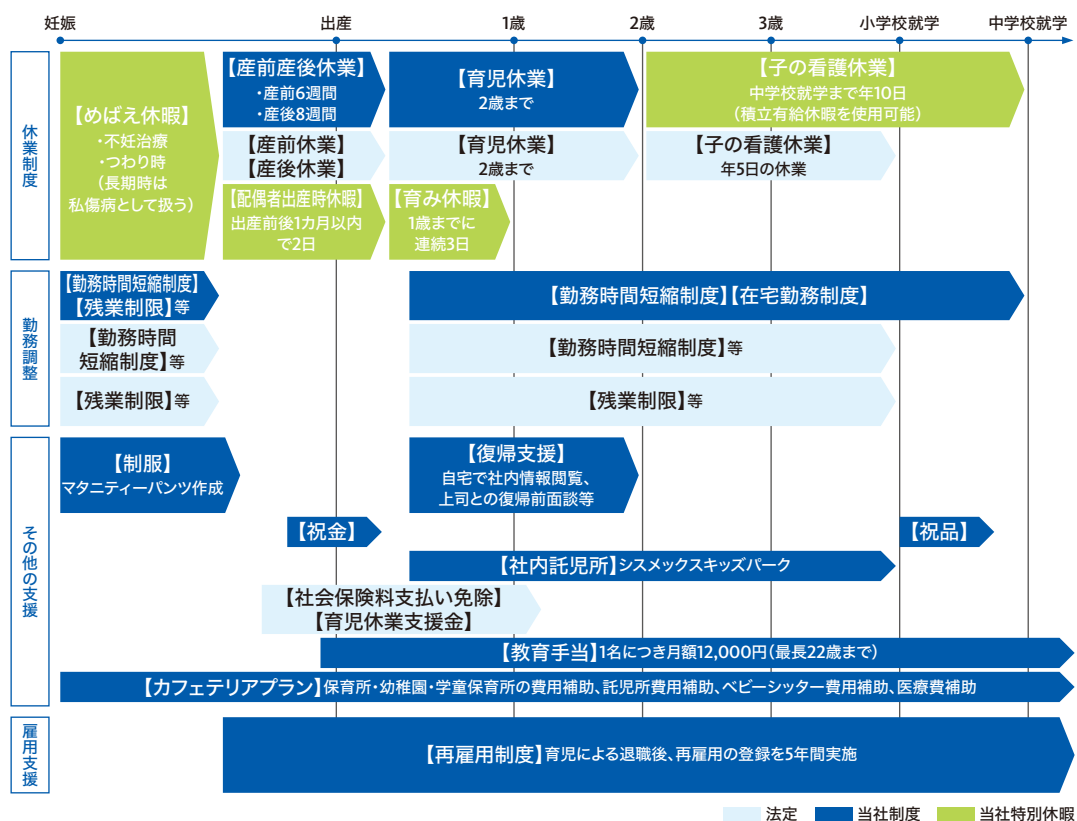 妊娠
出産
1歳
2歳
3歳
小学校就学
中学校就学
休業制度
【めばえ休暇】
・不妊治療
・つわり時
（長期時は
私傷病として扱う）
【産前産後休業】
・産前6週間
・産後8週間
【育児休業】
2歳まで
【子の看護休業】
中学校就学まで年10日
（積立有給休暇を使用可能）
【産前休業】
【産後休業】
【育児休業】
2歳まで
【子の看護休業】
年5日の休業
【配偶者出産時休暇】
出産前後1カ月以内
で2日
【育み休暇】
1歳までに
連続3日
勤務調整
【勤務時間短縮制度】
【残業制限】等
【勤務時間短縮制度】【在宅勤務制度】
【勤務時間
短縮制度】等
【勤務時間短縮制度】等
【残業制限】等
【残業制限】等
その他の支援
【制服】
マタニティーパンツ作成
【復帰支援】
自宅で社内情報閲覧、
上司との復帰前面談等
【祝金】
【祝品】
【社内託児所】シスメックスキッズパーク
【社会保険料支払い免除】
【育児休業支援金】
【教育手当】1名につき月額12,000円（最長22歳まで）
【カフェテリアプラン】保育所・幼稚園・学童保育所の費用補助、託児所費用補助、ベビーシッター費用補助、医療費補助
雇用支援
【再雇用制度】育児による退職後、再雇用の登録を5年間実施
法定
当社制度
当社特別休暇